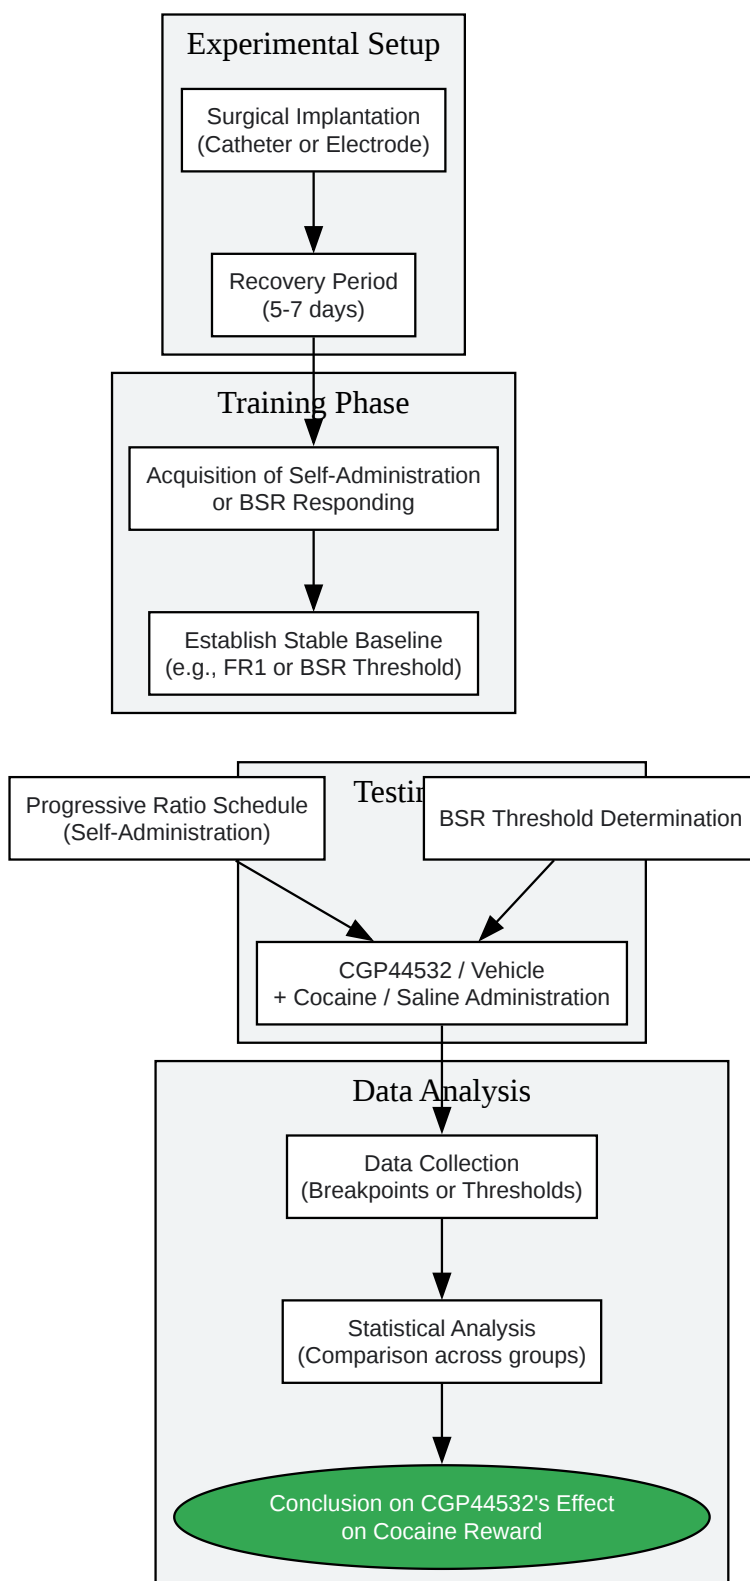 Experimental Setup
Surgical Implantation
(Catheter or Electrode)
Recovery Period
(5-7 days)
Training Phase
Acquisition of Self-Administration
or BSR Responding
Establish Stable Baseline
(e.g., FR1 or BSR Threshold)
Progressive Ratio Schedule
(Self-Administration)
BSR Threshold Determination
CGP44532 / Vehicle
+ Cocaine / Saline Administration
Data Analysis
Data Collection
(Breakpoints or Thresholds)
Statistical Analysis
(Comparison across groups)
Conclusion on CGP44532's Effect
on Cocaine Reward